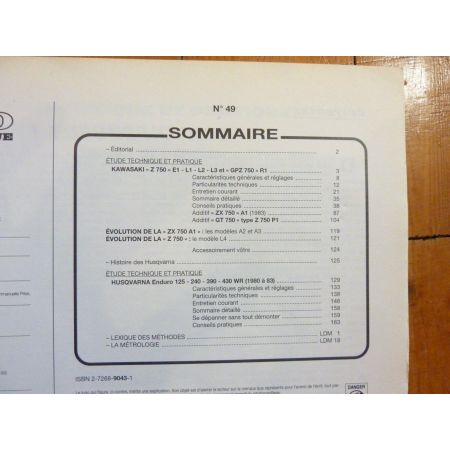 N° 49
SOMMAIRE
– Éditorial 2
ÉTUDE TECHNIQUE ET PRATIQUE
KAWASAKI « Z 750 » E1 - L1 - L2 - L3 et « GPZ 750 » R1 3
Caractéristiques générales et réglages 8
Particularités techniques 12
Entretien courant 21
Sommaire détaillé 35
Conseils pratiques 38
Additif « ZX 750 » A1 (1983) 87
Additif « GT 750 » type Z 750 P1 104
ÉVOLUTION DE LA « ZX 750 A1 » : les modèles A2 et A3 119
ÉVOLUTION DE LA « Z 750 » : le modèle L4 121
Accessoirement vôtre 124
– Histoire des Husqvarna 125
ÉTUDE TECHNIQUE ET PRATIQUE
HUSQVARNA Enduro 125 - 240 - 390 - 430 WR (1980 à 83) 129
Caractéristiques générales et réglages 133
Particularités techniques 138
Entretien courant 146
Sommaire détaillé 158
Se dépanner sans tout démonter 159
Conseils pratiques 163
– LEXIQUE DES MÉTHODES LDM 1
– LA MÉTROLOGIE LDM 18
ISBN 2-7268-9043-1
DANGER